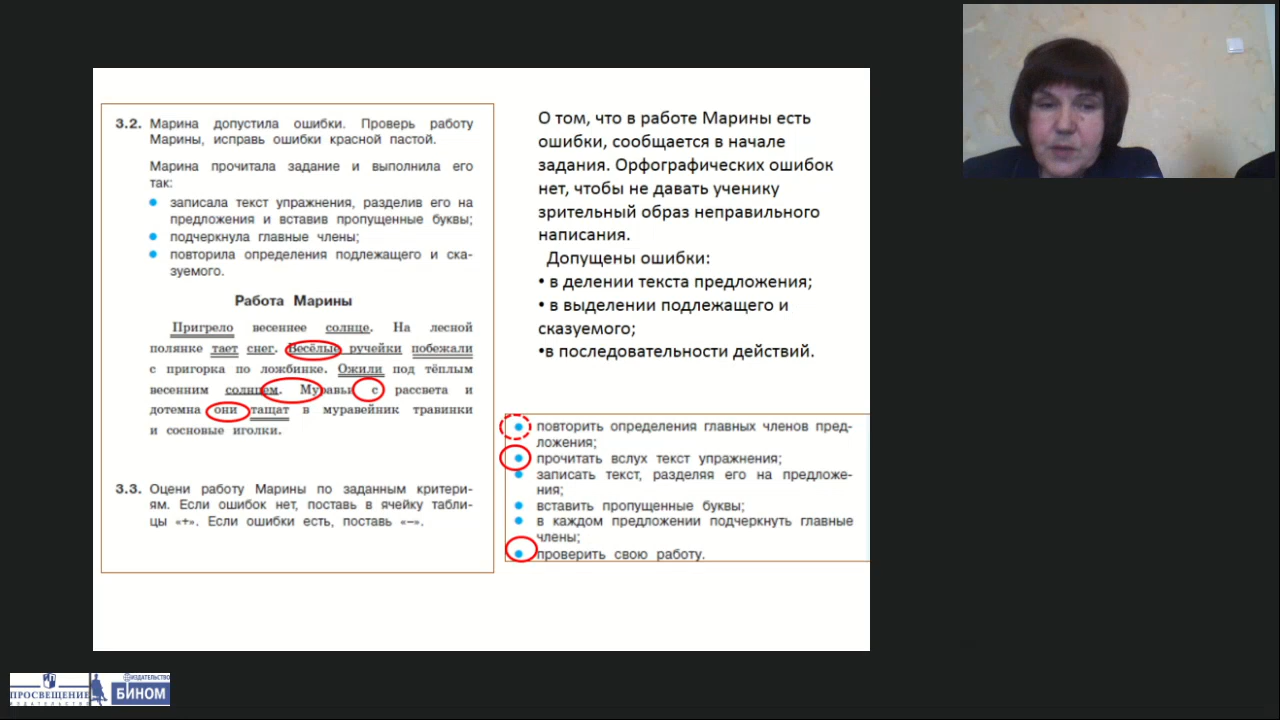 3.2. Марина допустила ошибки. Проверь работу
Марины, исправь ошибки красной пастой.
Марина прочитала задание и выполнила его
так:
• записала текст упражнения, разделив его на
предложения и вставив пропущенные буквы;
• подчеркнула главные члены;
• повторила определения подлежащего и ска-
зуемого.
Работа Марины
Пригрело весеннее солнце. На лесной
полянке тает снег. Весёлые ручейки побежали
с пригорка по ложбинке. Ожили под тёплым
весенним солнцем. Муравьи с рассвета и
дотемна они тащат в муравейник травинки
и сосновые иголки.
3.3. Оцени работу Марины по заданным критери-
ям. Если ошибок нет, поставь в ячейку табли-
цы «+». Если ошибки есть, поставь «–».
О том, что в работе Марины есть
ошибки, сообщается в начале
задания. Орфографических ошибок
нет, чтобы не давать ученику
зрительный образ неправильного
написания.
Допущены ошибки:
• в делении текста предложения;
• в выделении подлежащего и
сказуемого;
•в последовательности действий.
• повторить определения главных членов пред-
ложения;
• прочитать вслух текст упражнения;
• записать текст, разделяя его на предложе-
ния;
• вставить пропущенные буквы;
• в каждом предложении подчеркнуть главные
члены;
• проверить свою работу.
ПРОСВЕЩЕНИЕ
ИЗДАТЕЛЬСТВО
ИЗДАТЕЛЬСТВО
БИНОМ